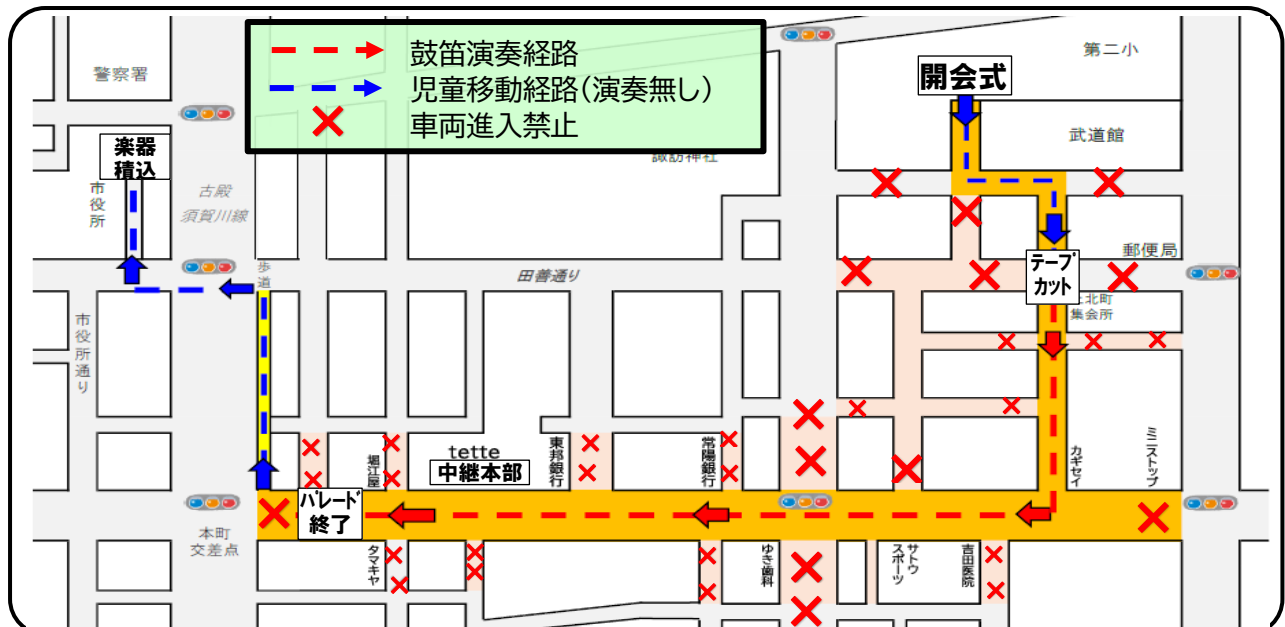 鼓笛演奏経路
児童移動経路(演奏無し)
車両進入禁止
警察署
楽器
積込
市役所
古殿
須賀川線
歩道
市役所通り
諏訪神社
田善通り
開会式
第二小
武道館
郵便局
テープ
カット
上北町
集会所
カギセイ
ミニストップ
堀江屋
tette
中継本部
東邦銀行
常陽銀行
パレード
終了
本町
交差点
タマキヤ
ゆき歯科
サトウ
スポーツ
吉田医院